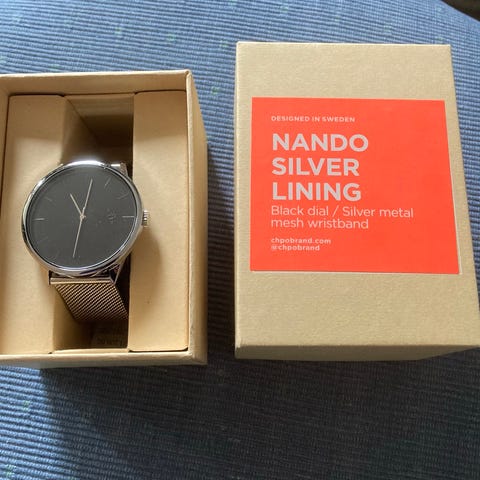 DESIGNED IN SWEDEN
NANDO
SILVER
LINING
Black dial / Silver metal
mesh wristband
chpobrand.com
@chpobrand